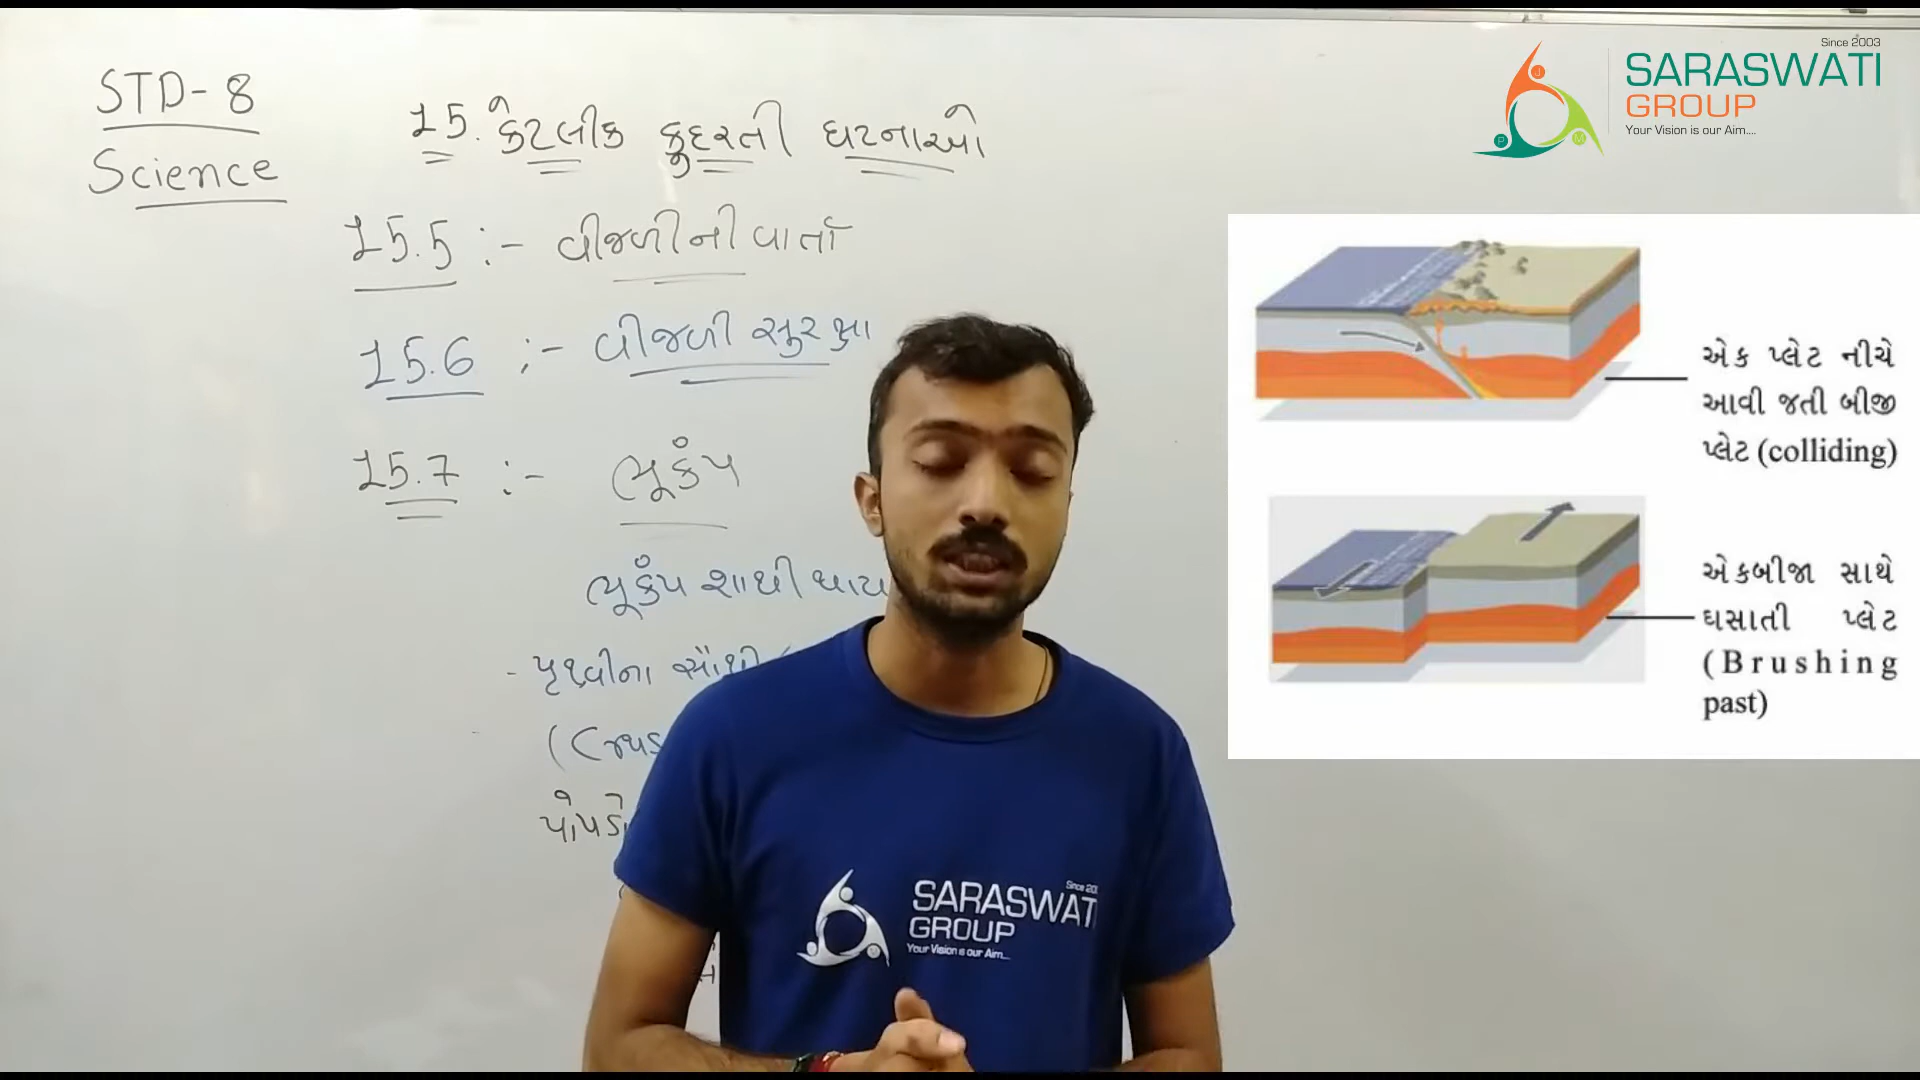 STD-8
Science
15. કેટલીક કુદરતી ઘટનાઓ
15.5 :- વીજળીની વાર્તા
15.6 :- વીજળી સુરક્ષા
15.7 :- ભૂકંપ
ભૂકંપ શાથી થાય
- પૃથ્વીના સૌથી
પોપડો
Since 2003
SARASWATI
GROUP
Your Vision is our Aim....
એક પ્લેટ નીચે
આવી જતી બીજી
પ્લેટ (colliding)
એકબીજા સાથે
ઘસાતી પ્લેટ
(Brushing
past)
SARASWATI
GROUP
Your Vision is our Aim...